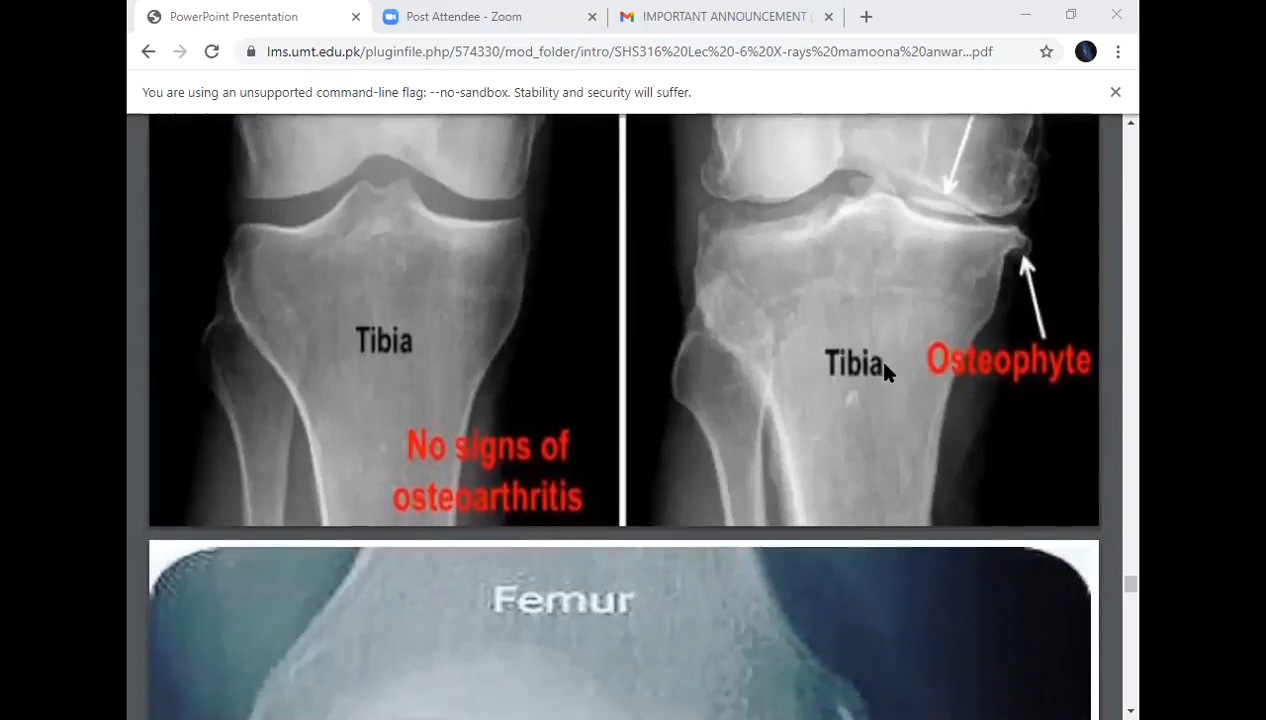 PowerPoint Presentation
Post Attendee - Zoom
IMPORTANT ANNOUNCEMENT (
lms.umt.edu.pk/pluginfile.php/574330/mod_folder/intro/SHS316%20Lec%20-6%20X-rays%20mamoona%20anwar...pdf
You are using an unsupported command-line flag: --no-sandbox. Stability and security will suffer.
Tibia
No signs of
osteoarthritis
Tibia
Osteophyte
Femur